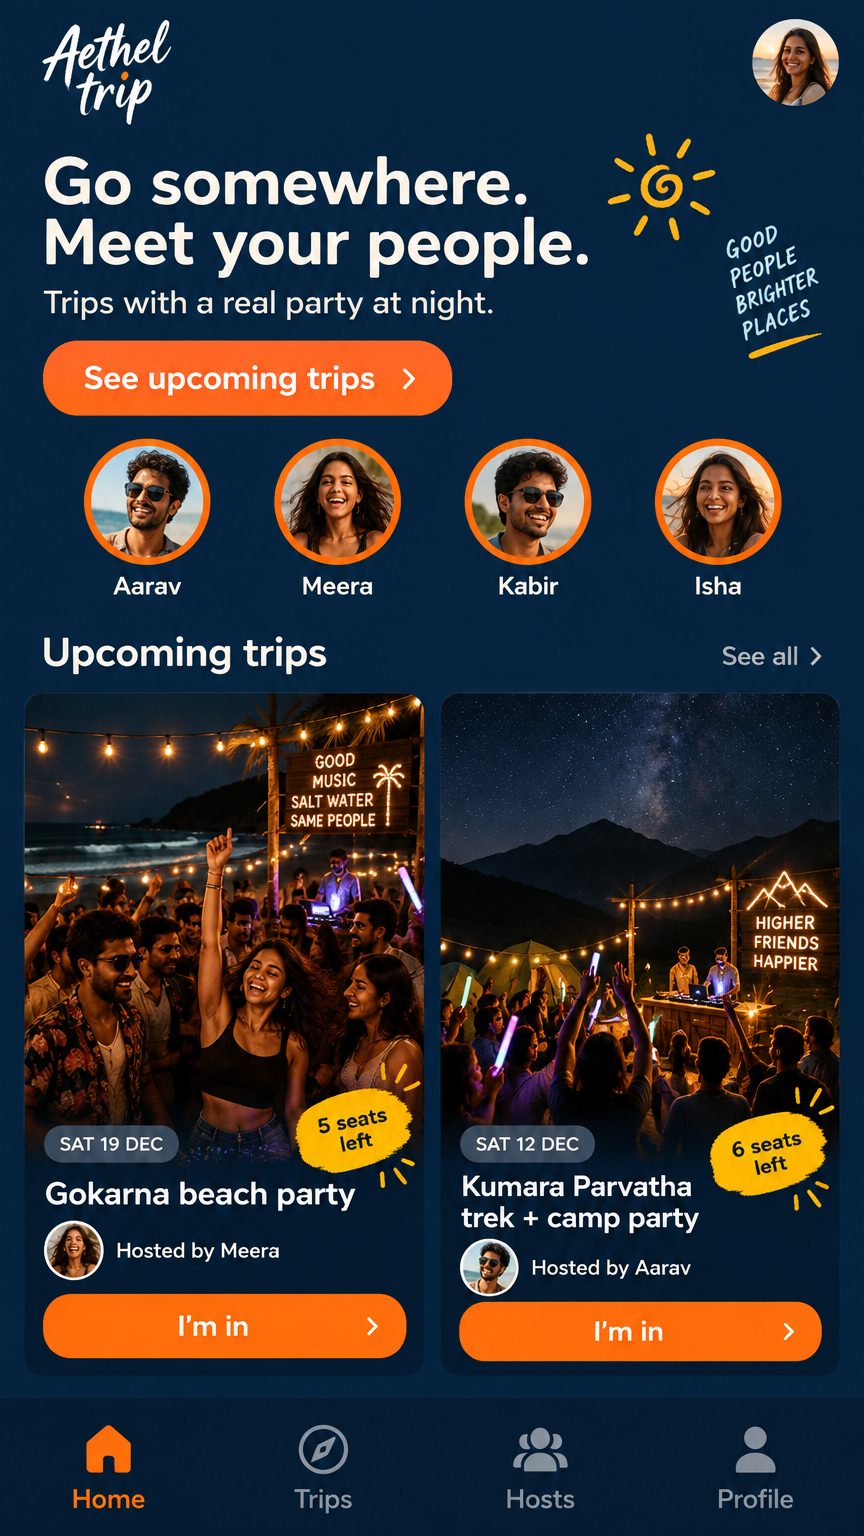 Aethel
trip
Go somewhere.
Meet your people.
Trips with a real party at night.
GOOD
PEOPLE
BRIGHTER
PLACES
See upcoming trips
Aarav
Meera
Kabir
Isha
Upcoming trips
See all
GOOD
MUSIC
SALT WATER
SAME PEOPLE
SAT 19 DEC
5 seats
left
Gokarna beach party
Hosted by Meera
I'm in
HIGHER
FRIENDS
HAPPIER
SAT 12 DEC
6 seats
left
Kumara Parvatha
trek + camp party
Hosted by Aarav
I'm in
Home
Trips
Hosts
Profile